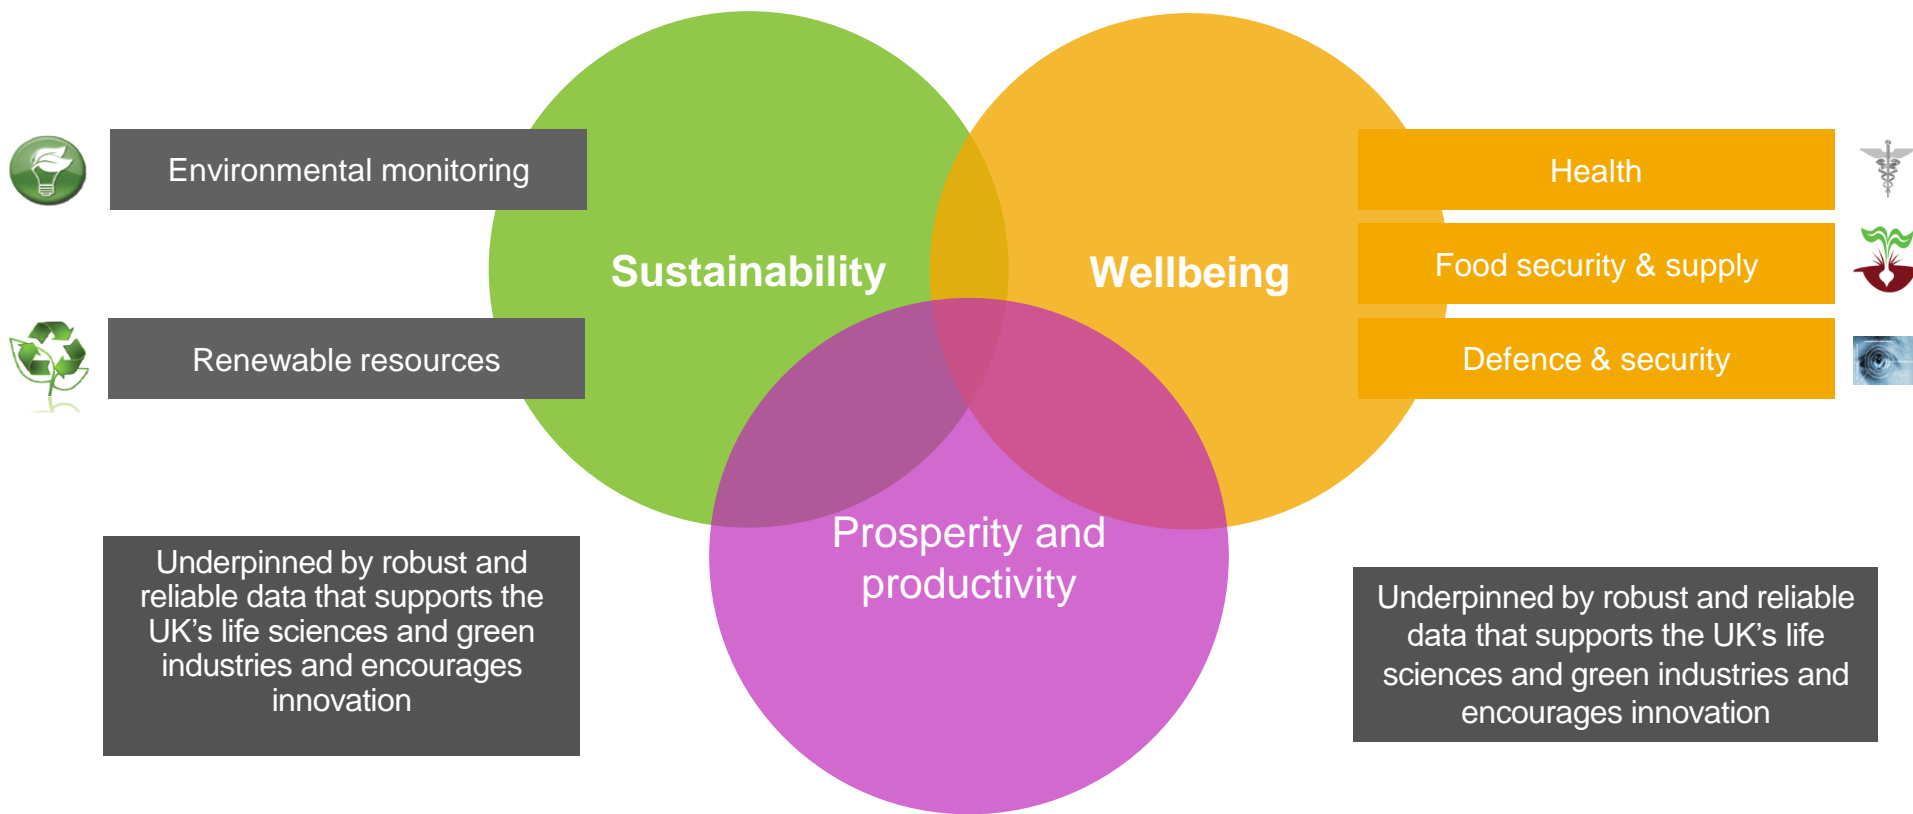 Environmental monitoring
Renewable resources
Sustainability
Wellbeing
Health
Food security & supply
Defence & security
Prosperity and
productivity
Underpinned by robust and
reliable data that supports the
UK’s life sciences and green
industries and encourages
innovation
Underpinned by robust and reliable
data that supports the UK’s life
sciences and green industries and
encourages innovation